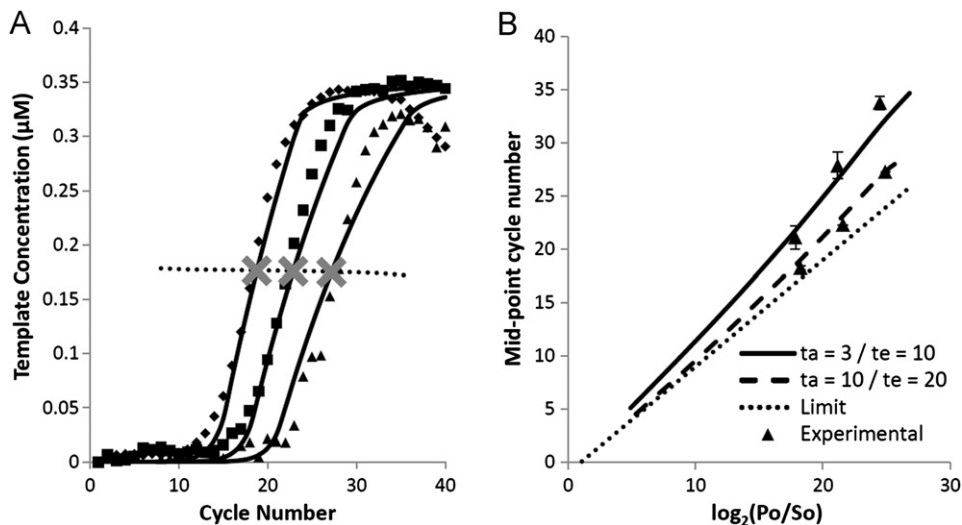 A
0.4
0.35
0.3
0.25
0.2
0.15
0.1
0.05
0
Template Concentration (µM)
0 10 20 30 40
Cycle Number
B
40
35
30
25
20
15
10
5
0
Mid-point cycle number
0 10 20 30
log₂(Po/So)
ta = 3 / te = 10
ta = 10 / te = 20
Limit
Experimental